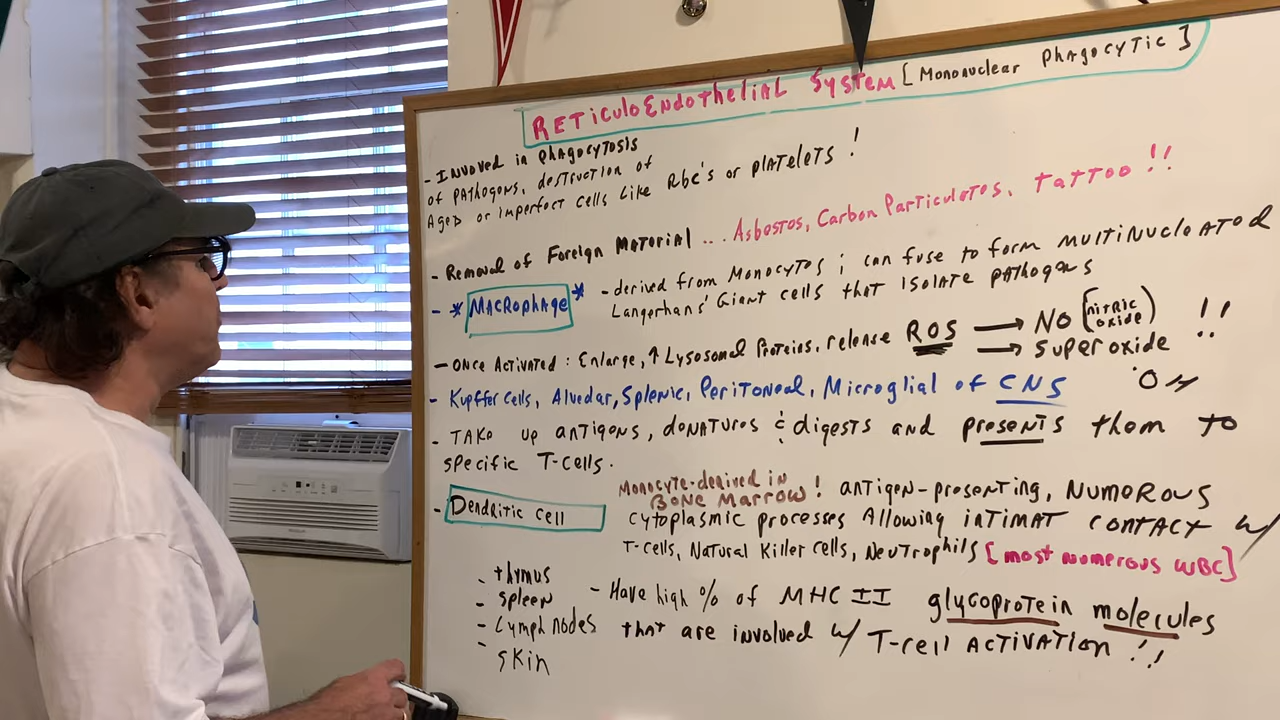 RETiculoENdotheliAL System [Mononuclear Phagocytic]
- Involved in phagocytosis
of pathogens, destruction of
Aged or imperfect cells like Rbc's or plATelets!
- Removal of Foreign Material ... Asbestos, Carbon Particulates, Tattoo!!
- * MACRophage * - derived from Monocytes; can fuse to form multiNucleATed
Langerhans' Giant cells that isolate pathogens
- ONCE Activated: Enlarge, ↑ Lysosomal Proteins, release ROS → NO (nitric oxide) !!
→ superoxide
·OH
- Kupffer cells, Alveolar, Splenic, Peritoneal, Microglial of CNS
- TAKe up antigens, denatures & digests and presents them to
specific T-cells.
- Dendritic cell
Monocyte-derived in
Bone Marrow! antigen-presenting, Numerous
cytoplasmic processes Allowing inTimAT contact w/
T-cells, Natural Killer cells, Neutrophils [most numerous WBC]
- thymus
- spleen
- Lymph nodes
- skin
- Have high % of MHC II glycoprotein molecules
that are involved w/ T-cell ACTIVATION!!